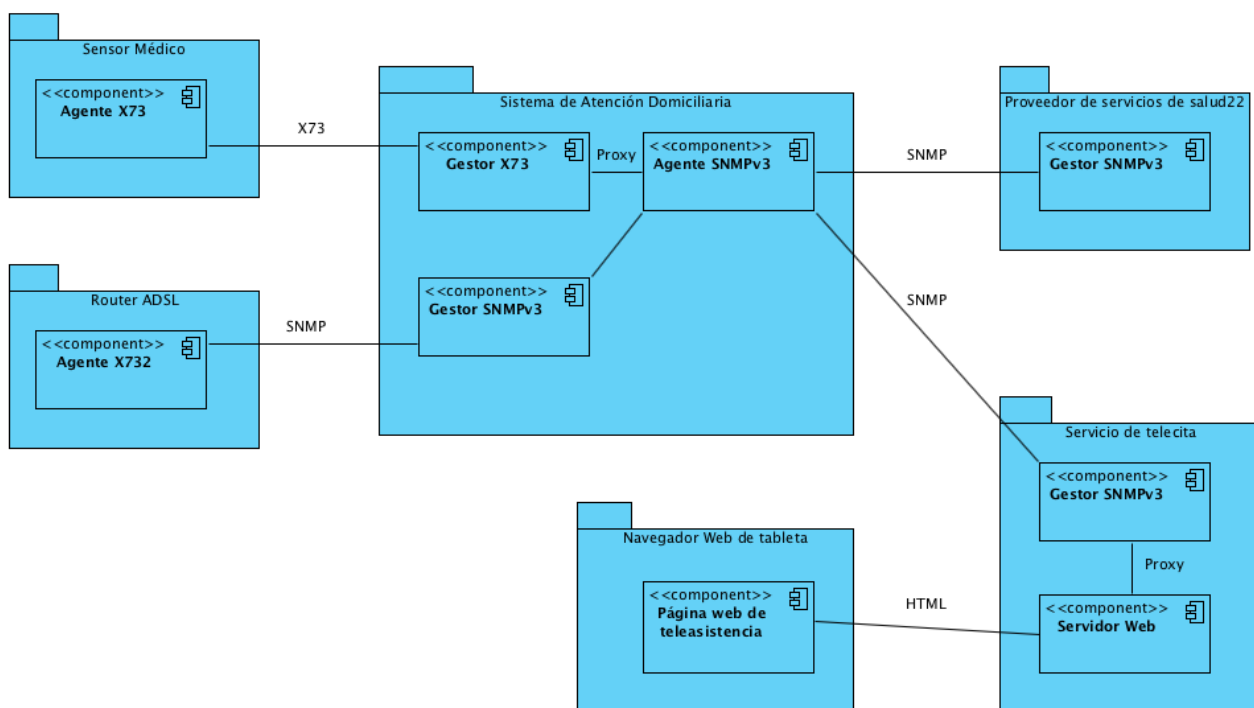 Sensor Médico
<<component>>
Agente X73
X73
Sistema de Atención Domiciliaria
<<component>>
Gestor X73
Proxy
<<component>>
Agente SNMPv3
SNMP
Proveedor de servicios de salud22
<<component>>
Gestor SNMPv3
Router ADSL
<<component>>
Agente X732
SNMP
<<component>>
Gestor SNMPv3
SNMP
Servicio de telecita
<<component>>
Gestor SNMPv3
Proxy
<<component>>
Servidor Web
HTML
Navegador Web de tableta
<<component>>
Página web de
teleasistencia